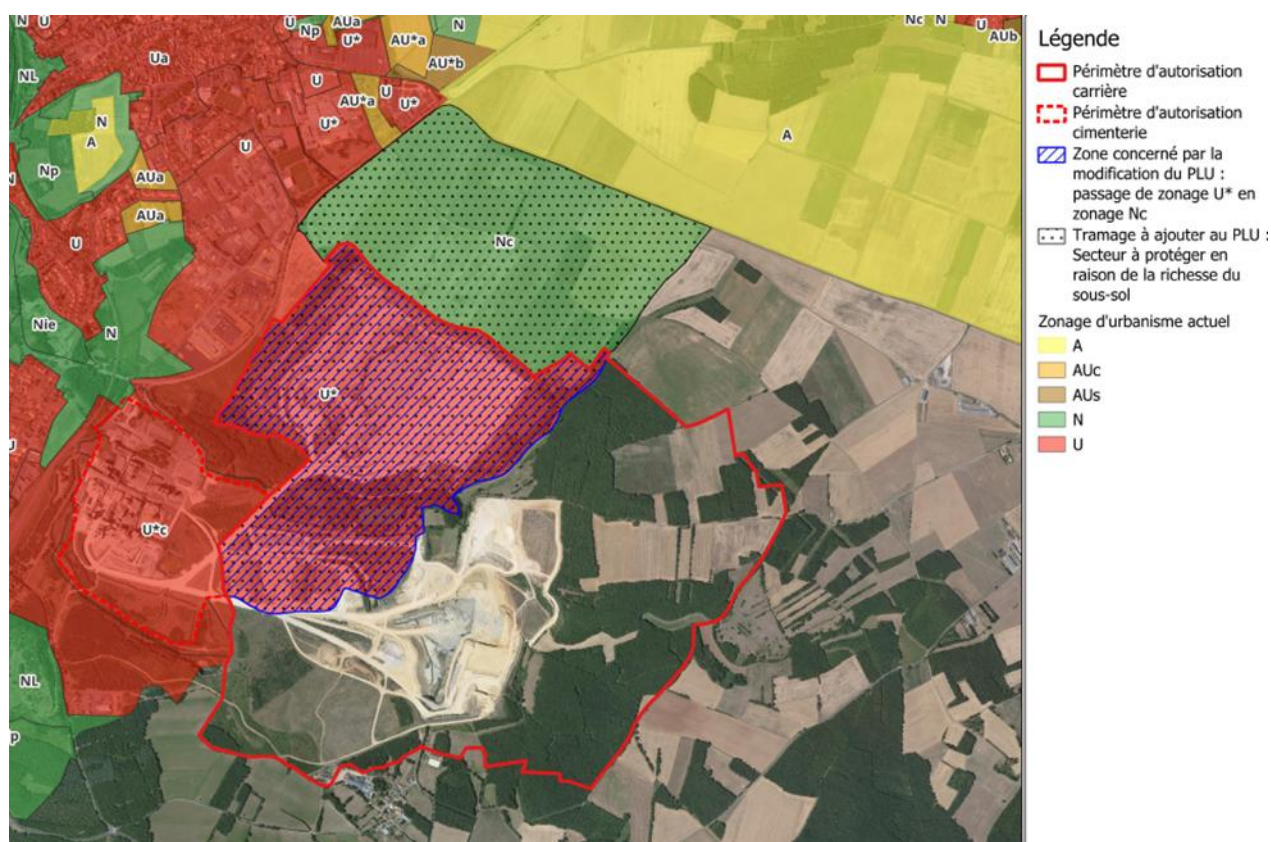 N
U
U
Np
AUa
U*
AU*a
N
AU*b
Nc
N
U
AUb
Ua
NL
U
AU*a
U
U*
U*
N
A
Np
AUa
AUa
U
U
A
N
Nc
Nie
N
U*
U
U*c
NL
p
Légende
Périmètre d'autorisation
carrière
Périmètre d'autorisation
cimenterie
Zone concerné par la
modification du PLU :
passage de zonage U* en
zonage Nc
Tramage à ajouter au PLU :
Secteur à protéger en
raison de la richesse du
sous-sol
Zonage d'urbanisme actuel
A
AUc
AUs
N
U